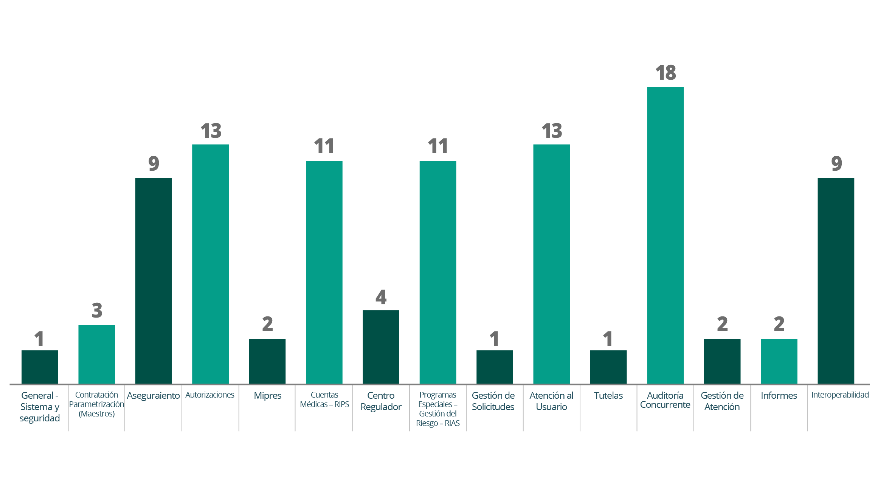 1
3
9
13
2
11
4
11
1
13
1
18
2
2
9
General -
Sistema y
seguridad
Contratación
Parametrización
(Maestros)
Aseguraiento
Autorizaciones
Mipres
Cuentas
Médicas – RIPS
Centro
Regulador
Programas
Especiales –
Gestión del
Riesgo – RIAS
Gestión de
Solicitudes
Atención al
Usuario
Tutelas
Auditoría
Concurrente
Gestión de
Atención
Informes
Interoperabilidad